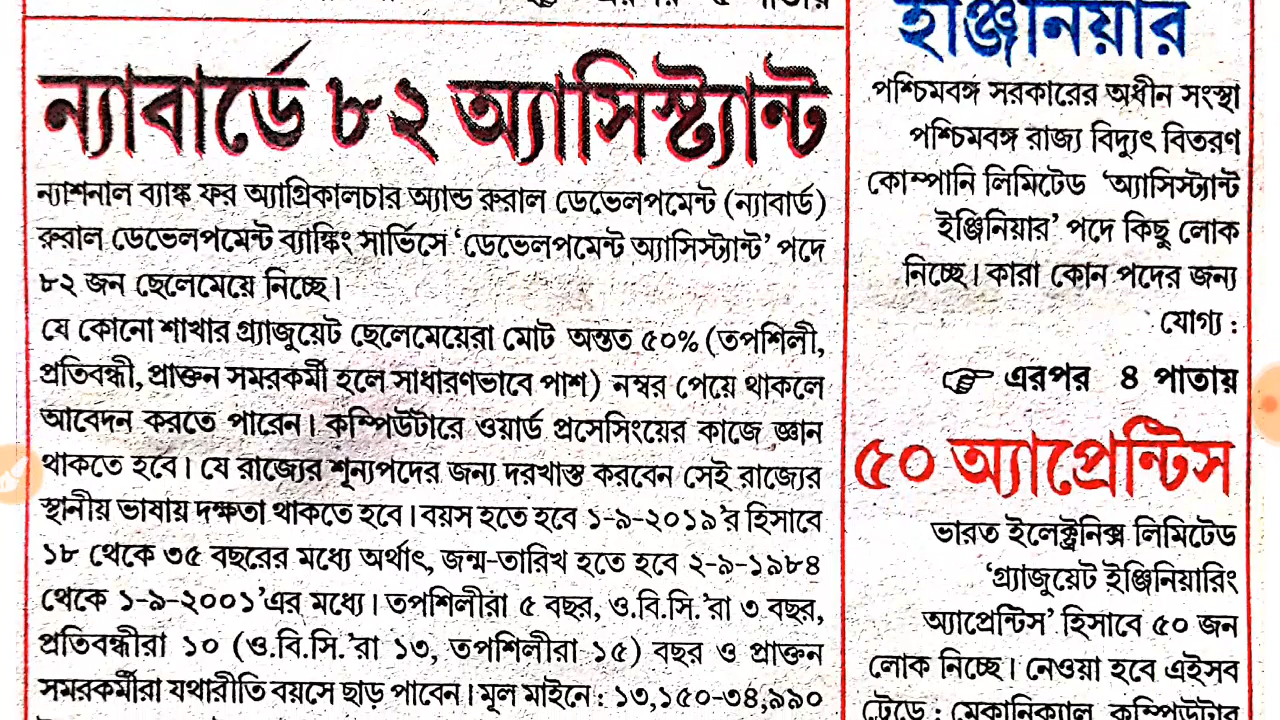 ন্যাবার্ডে ৮২ অ্যাসিস্ট্যান্ট
ন্যাশনাল ব্যাঙ্ক ফর অ্যাগ্রিকালচার অ্যান্ড রুরাল ডেভেলপমেন্ট (ন্যাবার্ড)
রুরাল ডেভেলপমেন্ট ব্যাঙ্কিং সার্ভিসে ‘ডেভেলপমেন্ট অ্যাসিস্ট্যান্ট’ পদে
৮২ জন ছেলেমেয়ে নিচ্ছে।
যে কোনো শাখার গ্র্যাজুয়েট ছেলেমেয়েরা মোট অন্তত ৫০% (তপশিলী,
প্রতিবন্ধী, প্রাক্তন সমরকর্মী হলে সাধারণভাবে পাশ) নম্বর পেয়ে থাকলে
আবেদন করতে পারেন। কম্পিউটারে ওয়ার্ড প্রসেসিংয়ের কাজে জ্ঞান
থাকতে হবে। যে রাজ্যের শূন্যপদের জন্য দরখাস্ত করবেন সেই রাজ্যের
স্থানীয় ভাষায় দক্ষতা থাকতে হবে। বয়স হতে হবে ১-৯-২০১৯’র হিসাবে
১৮ থেকে ৩৫ বছরের মধ্যে অর্থাৎ, জন্ম-তারিখ হতে হবে ২-৯-১৯৮৪
থেকে ১-৯-২০০১’এর মধ্যে। তপশিলীরা ৫ বছর, ও.বি.সি.’রা ৩ বছর,
প্রতিবন্ধীরা ১০ (ও.বি.সি.’রা ১৩, তপশিলীরা ১৫) বছর ও প্রাক্তন
সমরকর্মীরা যথারীতি বয়সে ছাড় পাবেন। মূল মাইনে : ১৩,১৫০-৩৪,৯৯০
ইঞ্জিনিয়ার
পশ্চিমবঙ্গ সরকারের অধীন সংস্থা
পশ্চিমবঙ্গ রাজ্য বিদ্যুৎ বিতরণ
কোম্পানি লিমিটেড ‘অ্যাসিস্ট্যান্ট
ইঞ্জিনিয়ার’ পদে কিছু লোক
নিচ্ছে। কারা কোন পদের জন্য
যোগ্য :
এরপর ৪ পাতায়
৫০ অ্যাপ্রেন্টিস
ভারত ইলেক্ট্রনিক্স লিমিটেড
‘গ্র্যাজুয়েট ইঞ্জিনিয়ারিং
অ্যাপ্রেন্টিস’ হিসাবে ৫০ জন
লোক নিচ্ছে। নেওয়া হবে এইসব
ট্রেডে : মেকানিক্যাল, কম্পিউটার